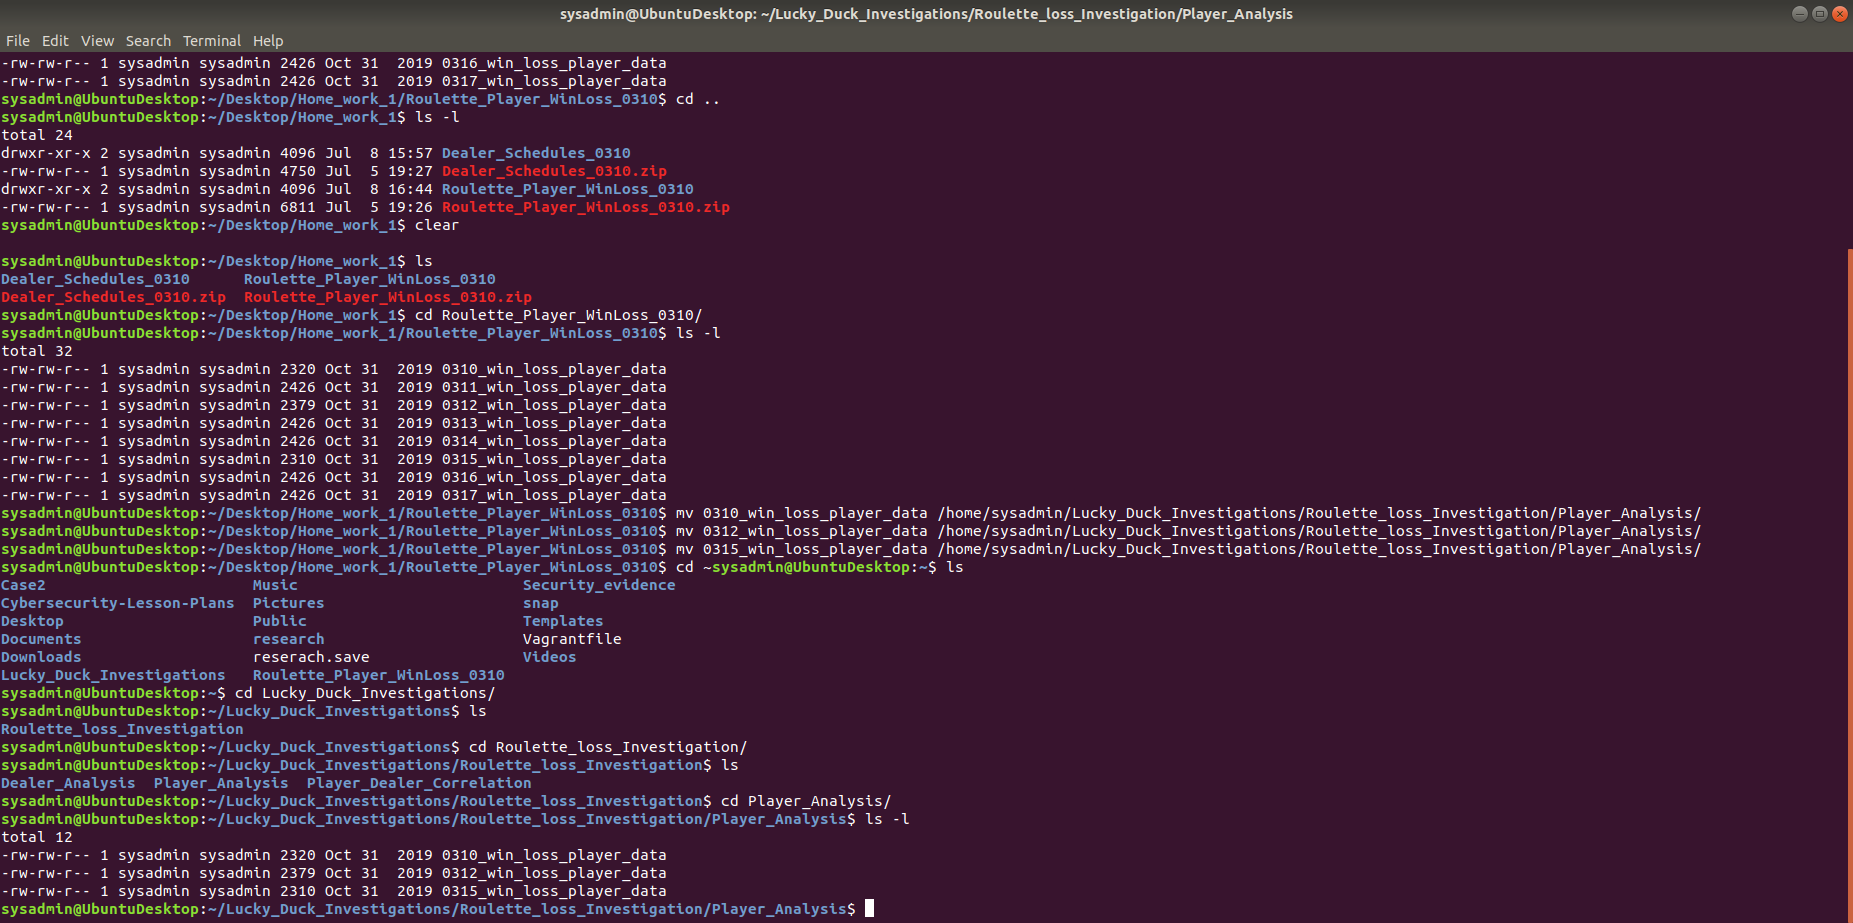 sysadmin@UbuntuDesktop: ~/Lucky_Duck_Investigations/Roulette_loss_Investigation/Player_Analysis
File Edit View Search Terminal Help
-rw-rw-r-- 1 sysadmin sysadmin 2426 Oct 31  2019 0316_win_loss_player_data
-rw-rw-r-- 1 sysadmin sysadmin 2426 Oct 31  2019 0317_win_loss_player_data
sysadmin@UbuntuDesktop:~/Desktop/Home_work_1/Roulette_Player_WinLoss_0310$ cd ..
sysadmin@UbuntuDesktop:~/Desktop/Home_work_1$ ls -l
total 24
drwxr-xr-x 2 sysadmin sysadmin 4096 Jul  8 15:57 Dealer_Schedules_0310
-rw-rw-r-- 1 sysadmin sysadmin 4750 Jul  5 19:27 Dealer_Schedules_0310.zip
drwxr-xr-x 2 sysadmin sysadmin 4096 Jul  8 16:44 Roulette_Player_WinLoss_0310
-rw-rw-r-- 1 sysadmin sysadmin 6811 Jul  5 19:26 Roulette_Player_WinLoss_0310.zip
sysadmin@UbuntuDesktop:~/Desktop/Home_work_1$ clear
sysadmin@UbuntuDesktop:~/Desktop/Home_work_1$ ls
Dealer_Schedules_0310      Roulette_Player_WinLoss_0310
Dealer_Schedules_0310.zip  Roulette_Player_WinLoss_0310.zip
sysadmin@UbuntuDesktop:~/Desktop/Home_work_1$ cd Roulette_Player_WinLoss_0310/
sysadmin@UbuntuDesktop:~/Desktop/Home_work_1/Roulette_Player_WinLoss_0310$ ls -l
total 32
-rw-rw-r-- 1 sysadmin sysadmin 2320 Oct 31  2019 0310_win_loss_player_data
-rw-rw-r-- 1 sysadmin sysadmin 2426 Oct 31  2019 0311_win_loss_player_data
-rw-rw-r-- 1 sysadmin sysadmin 2379 Oct 31  2019 0312_win_loss_player_data
-rw-rw-r-- 1 sysadmin sysadmin 2426 Oct 31  2019 0313_win_loss_player_data
-rw-rw-r-- 1 sysadmin sysadmin 2426 Oct 31  2019 0314_win_loss_player_data
-rw-rw-r-- 1 sysadmin sysadmin 2310 Oct 31  2019 0315_win_loss_player_data
-rw-rw-r-- 1 sysadmin sysadmin 2426 Oct 31  2019 0316_win_loss_player_data
-rw-rw-r-- 1 sysadmin sysadmin 2426 Oct 31  2019 0317_win_loss_player_data
sysadmin@UbuntuDesktop:~/Desktop/Home_work_1/Roulette_Player_WinLoss_0310$ mv 0310_win_loss_player_data /home/sysadmin/Lucky_Duck_Investigations/Roulette_loss_Investigation/Player_Analysis/
sysadmin@UbuntuDesktop:~/Desktop/Home_work_1/Roulette_Player_WinLoss_0310$ mv 0312_win_loss_player_data /home/sysadmin/Lucky_Duck_Investigations/Roulette_loss_Investigation/Player_Analysis/
sysadmin@UbuntuDesktop:~/Desktop/Home_work_1/Roulette_Player_WinLoss_0310$ mv 0315_win_loss_player_data /home/sysadmin/Lucky_Duck_Investigations/Roulette_loss_Investigation/Player_Analysis/
sysadmin@UbuntuDesktop:~/Desktop/Home_work_1/Roulette_Player_WinLoss_0310$ cd ~sysadmin@UbuntuDesktop:~$ ls
Case2                       Music                         Security_evidence
Cybersecurity-Lesson-Plans  Pictures                      snap
Desktop                     Public                        Templates
Documents                   research                      Vagrantfile
Downloads                   reserach.save                 Videos
Lucky_Duck_Investigations   Roulette_Player_WinLoss_0310
sysadmin@UbuntuDesktop:~$ cd Lucky_Duck_Investigations/
sysadmin@UbuntuDesktop:~/Lucky_Duck_Investigations$ ls
Roulette_loss_Investigation
sysadmin@UbuntuDesktop:~/Lucky_Duck_Investigations$ cd Roulette_loss_Investigation/
sysadmin@UbuntuDesktop:~/Lucky_Duck_Investigations/Roulette_loss_Investigation$ ls
Dealer_Analysis  Player_Analysis  Player_Dealer_Correlation
sysadmin@UbuntuDesktop:~/Lucky_Duck_Investigations/Roulette_loss_Investigation$ cd Player_Analysis/
sysadmin@UbuntuDesktop:~/Lucky_Duck_Investigations/Roulette_loss_Investigation/Player_Analysis$ ls -l
total 12
-rw-rw-r-- 1 sysadmin sysadmin 2320 Oct 31  2019 0310_win_loss_player_data
-rw-rw-r-- 1 sysadmin sysadmin 2379 Oct 31  2019 0312_win_loss_player_data
-rw-rw-r-- 1 sysadmin sysadmin 2310 Oct 31  2019 0315_win_loss_player_data
sysadmin@UbuntuDesktop:~/Lucky_Duck_Investigations/Roulette_loss_Investigation/Player_Analysis$